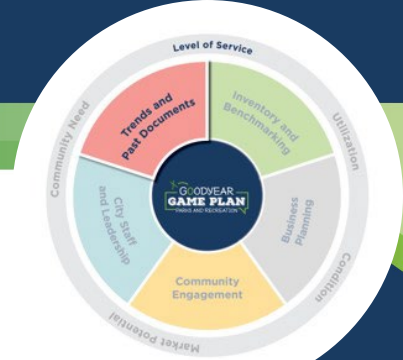 Level of Service
Trends and
Past Documents
Inventory and
Benchmarking
Community Need
Utilization
GOODYEAR
GAME PLAN
PARKS AND RECREATION
City Staff
and Leadership
Business
Planning
Community
Engagement
Condition
Market Potential